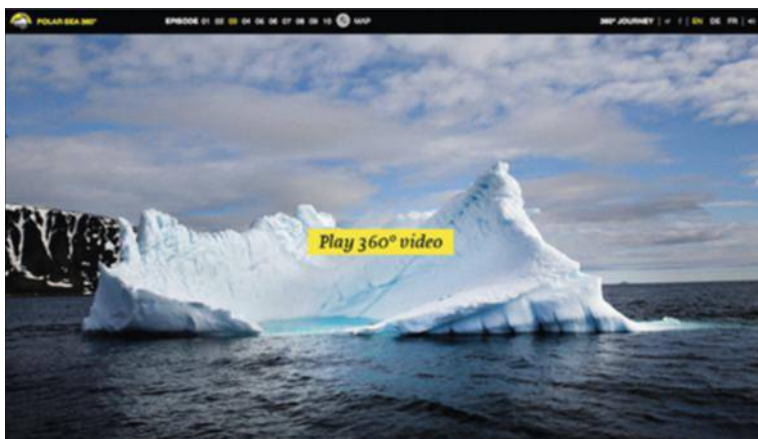 POLAR SEA 360° EPISODE 01 02 03 04 05 06 07 08 09 10 MAP 360° JOURNEY | f | EN DE FR
Play 360° video